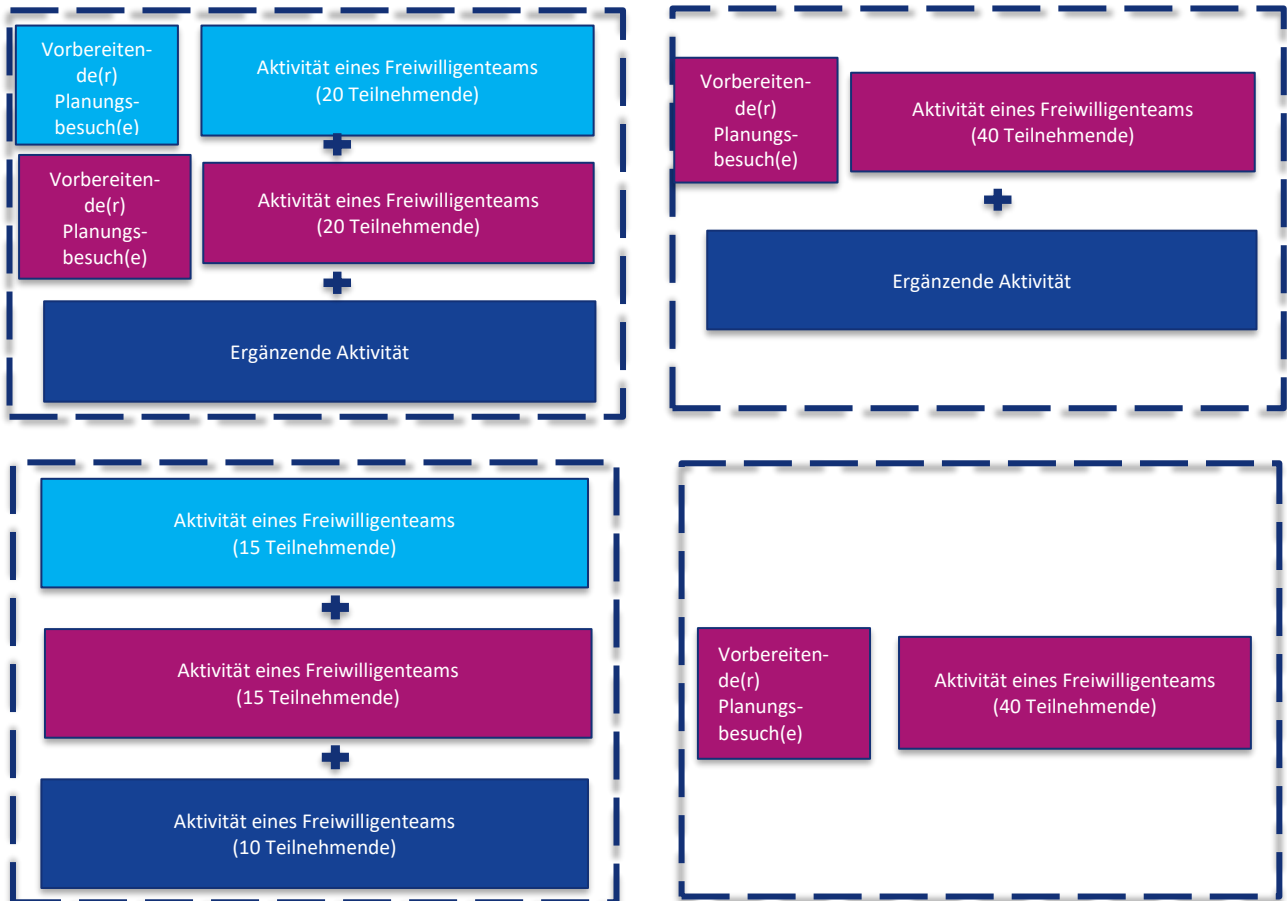 Vorbereiten-
de(r)
Planungs-
besuch(e)
Aktivität eines Freiwilligenteams
(20 Teilnehmende)
Vorbereiten-
de(r)
Planungs-
besuch(e)
Aktivität eines Freiwilligenteams
(20 Teilnehmende)
Ergänzende Aktivität
Vorbereiten-
de(r)
Planungs-
besuch(e)
Aktivität eines Freiwilligenteams
(40 Teilnehmende)
Ergänzende Aktivität
Aktivität eines Freiwilligenteams
(15 Teilnehmende)
Aktivität eines Freiwilligenteams
(15 Teilnehmende)
Aktivität eines Freiwilligenteams
(10 Teilnehmende)
Vorbereiten-
de(r)
Planungs-
besuch(e)
Aktivität eines Freiwilligenteams
(40 Teilnehmende)